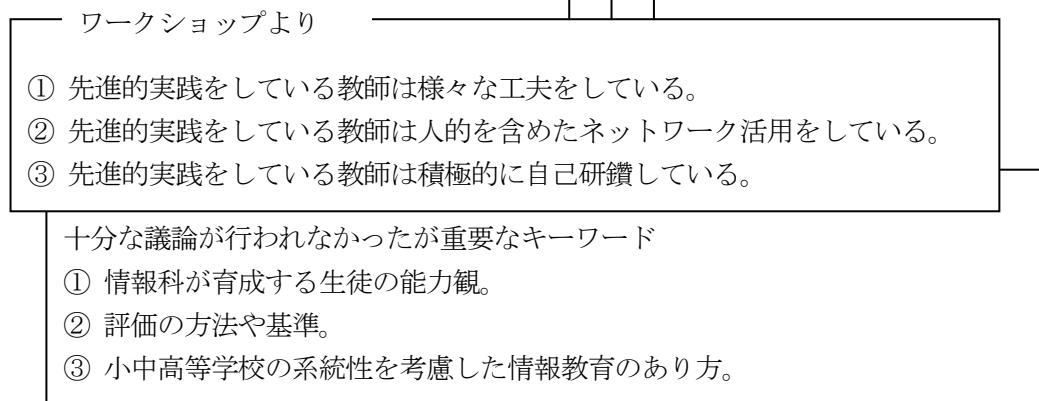 ワークショップより
① 先進的実践をしている教師は様々な工夫をしている。
② 先進的実践をしている教師は人的を含めたネットワーク活用をしている。
③ 先進的実践をしている教師は積極的に自己研鑽している。
十分な議論が行われなかったが重要なキーワード
① 情報科が育成する生徒の能力観。
② 評価の方法や基準。
③ 小中高等学校の系統性を考慮した情報教育のあり方。